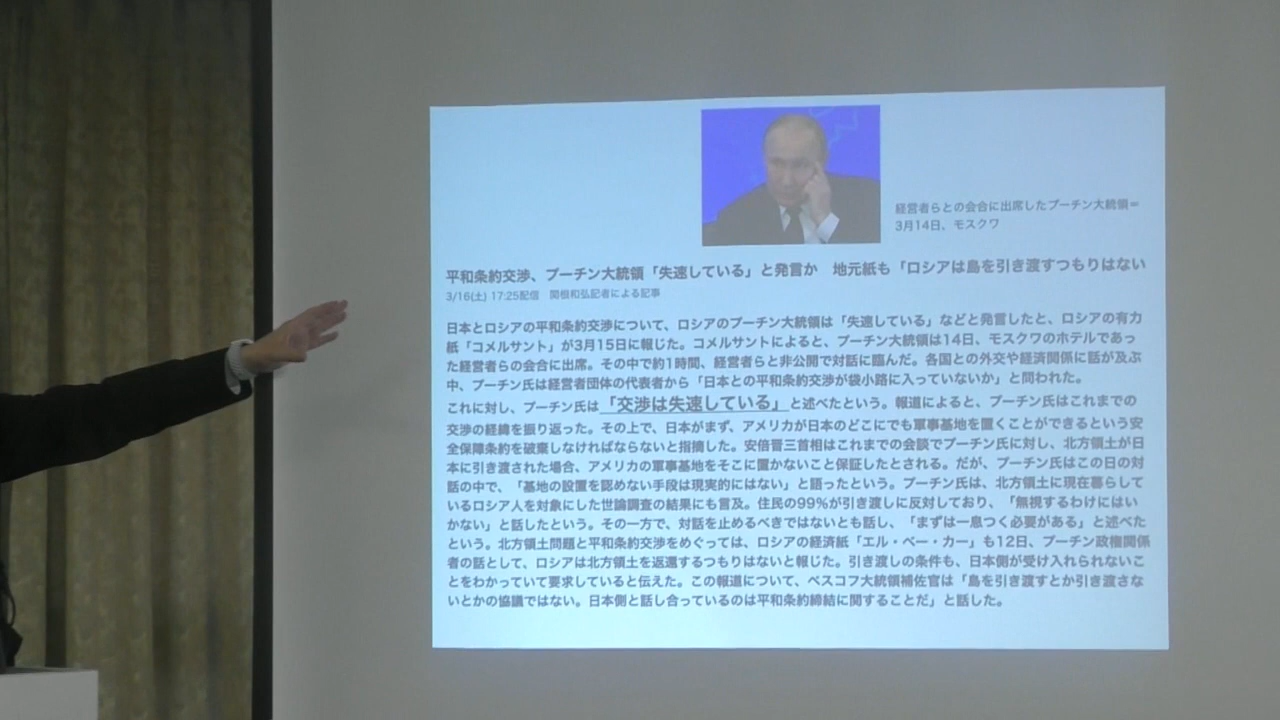 経営者らとの会合に出席したプーチン大統領＝
3月14日、モスクワ
平和条約交渉、プーチン大統領「失速している」と発言か　地元紙も「ロシアは島を引き渡すつもりはない
3/16(土) 17:25配信　関根和弘記者による記事
日本とロシアの平和条約交渉について、ロシアのプーチン大統領は「失速している」などと発言したと、ロシアの有力
紙「コメルサント」が3月15日に報じた。コメルサントによると、プーチン大統領は14日、モスクワのホテルであっ
た経営者らの会合に出席。その中で約1時間、経営者らと非公開で対話に臨んだ。各国との外交や経済関係に話が及ぶ
中、プーチン氏は経営者団体の代表者から「日本との平和条約交渉が袋小路に入っていないか」と問われた。
これに対し、プーチン氏は「交渉は失速している」と述べたという。報道によると、プーチン氏はこれまでの
交渉の経緯を振り返った。その上で、日本がまず、アメリカが日本のどこにでも軍事基地を置くことができるという安
全保障条約を破棄しなければならないと指摘した。安倍晋三首相はこれまでの会談でプーチン氏に対し、北方領土が日
本に引き渡された場合、アメリカの軍事基地をそこに置かないこと保証したとされる。だが、プーチン氏はこの日の対
話の中で、「基地の設置を認めない手段は現実的にはない」と語ったという。プーチン氏は、北方領土に現在暮らして
いるロシア人を対象にした世論調査の結果にも言及。住民の99%が引き渡しに反対しており、「無視するわけにはい
かない」と話したという。その一方で、対話を止めるべきではないとも話し、「まずは一息つく必要がある」と述べた
という。北方領土問題と平和条約交渉をめぐっては、ロシアの経済紙「エル・ベー・カー」も12日、プーチン政権関係
者の話として、ロシアは北方領土を返還するつもりはないと報じた。引き渡しの条件も、日本側が受け入れられないこ
とをわかっていて要求していると伝えた。この報道について、ペスコフ大統領補佐官は「島を引き渡すとか引き渡さな
いとかの協議ではない。日本側と話し合っているのは平和条約締結に関することだ」と話した。